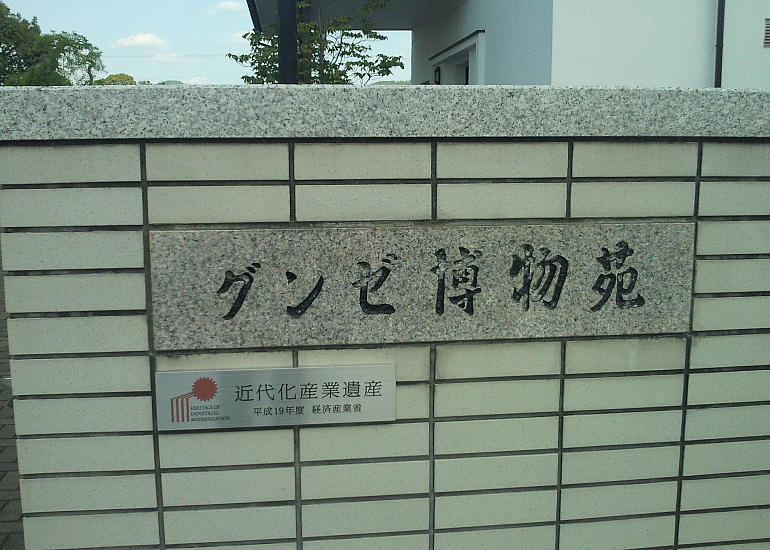 グンゼ博物苑
近代化産業遺産
平成19年度 経済産業省
HERITAGE OF
INDUSTRIAL
MODERNIZATION